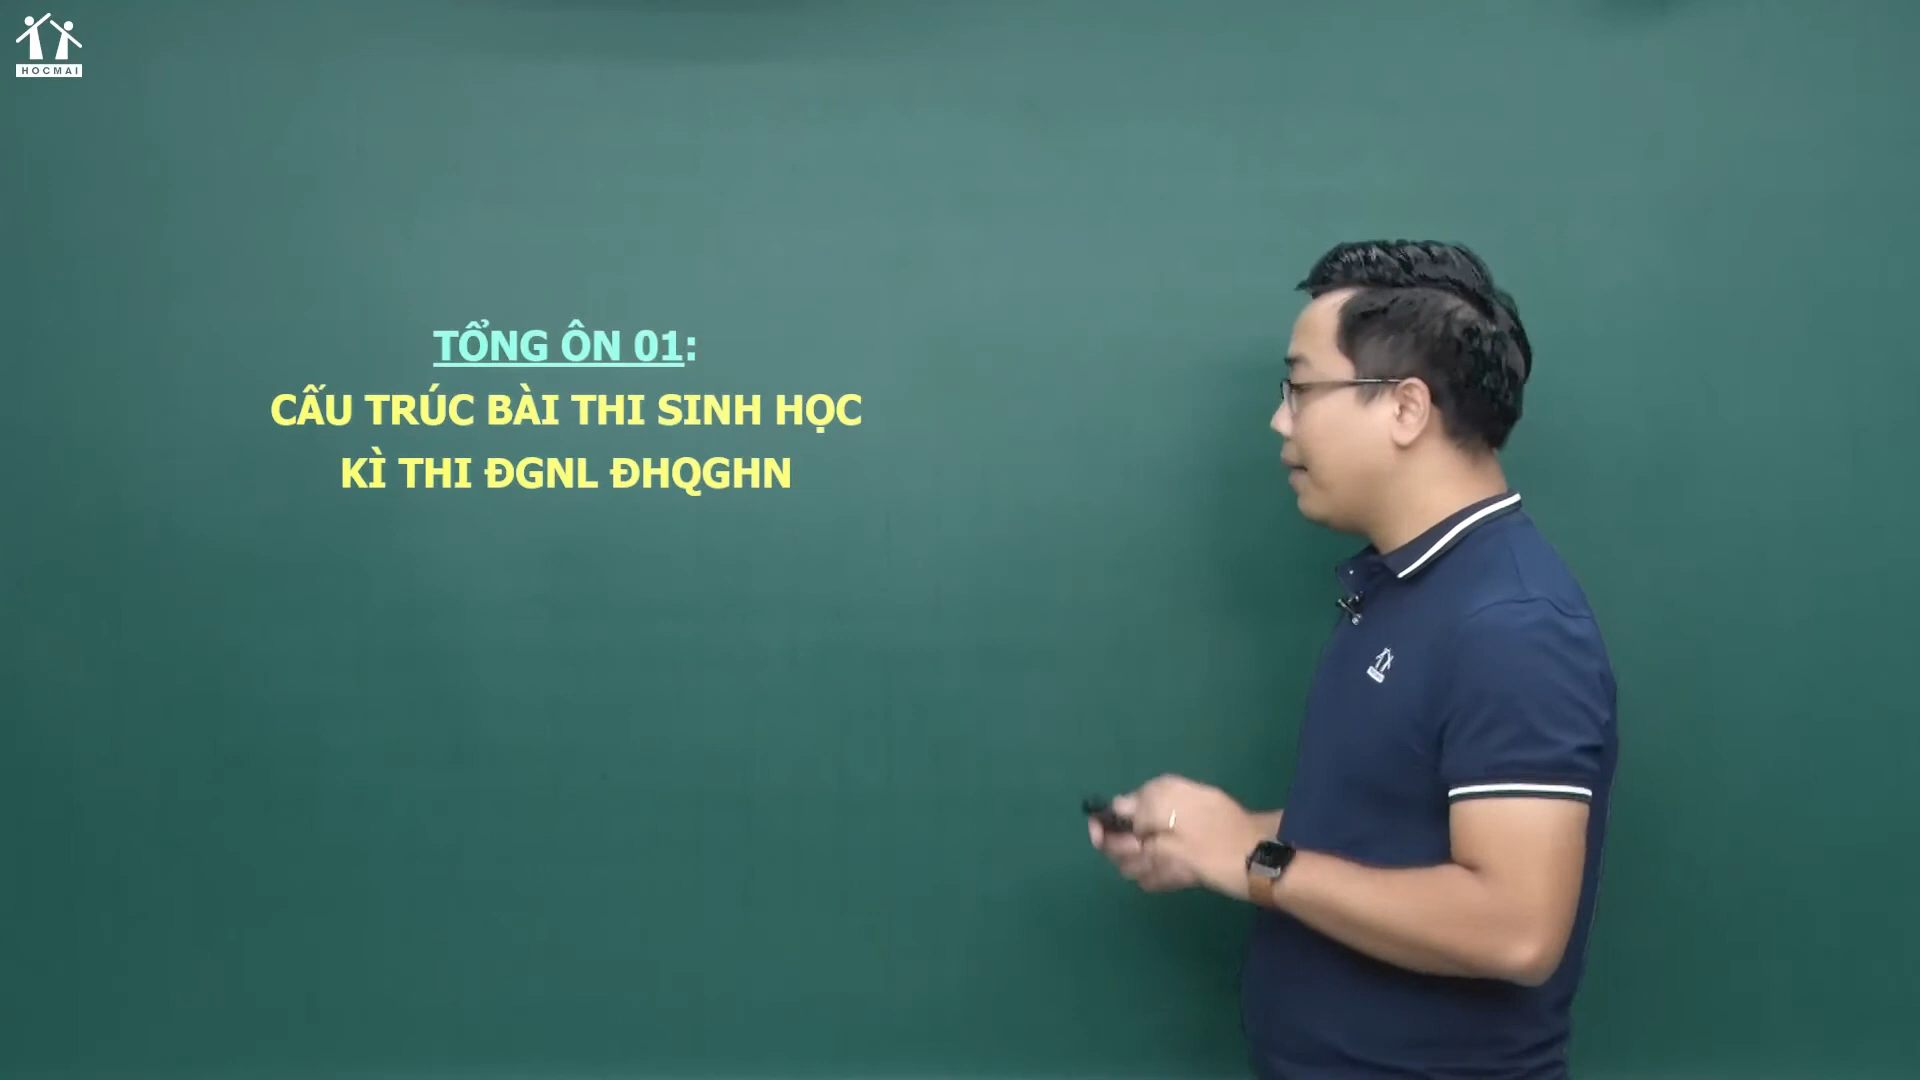 HOCMAI
TỔNG ÔN 01:
CẤU TRÚC BÀI THI SINH HỌC
KÌ THI ĐGNL ĐHQGHN